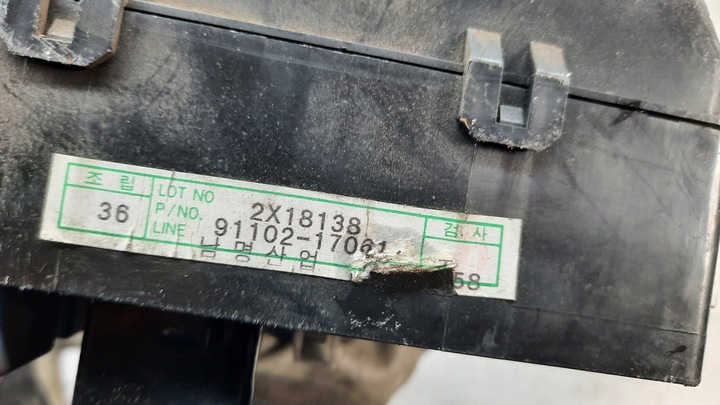 조 립
36
LOT NO 2X18138
P/NO. 91102-17061
LINE 남명산업
검 사
58